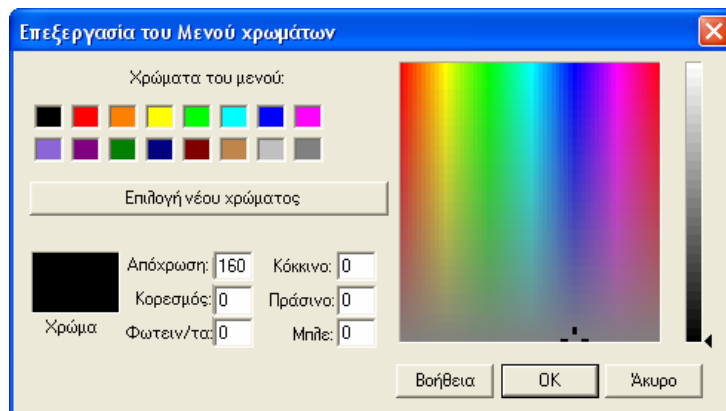 Επεξεργασία του Μενού χρωμάτων
Χρώματα του μενού:
Επιλογή νέου χρώματος
Απόχρωση: 160 Κόκκινο: 0
Κορεσμός: 0 Πράσινο: 0
Χρώμα Φωτειν/τα: 0 Μπλε: 0
Βοήθεια OK Άκυρο